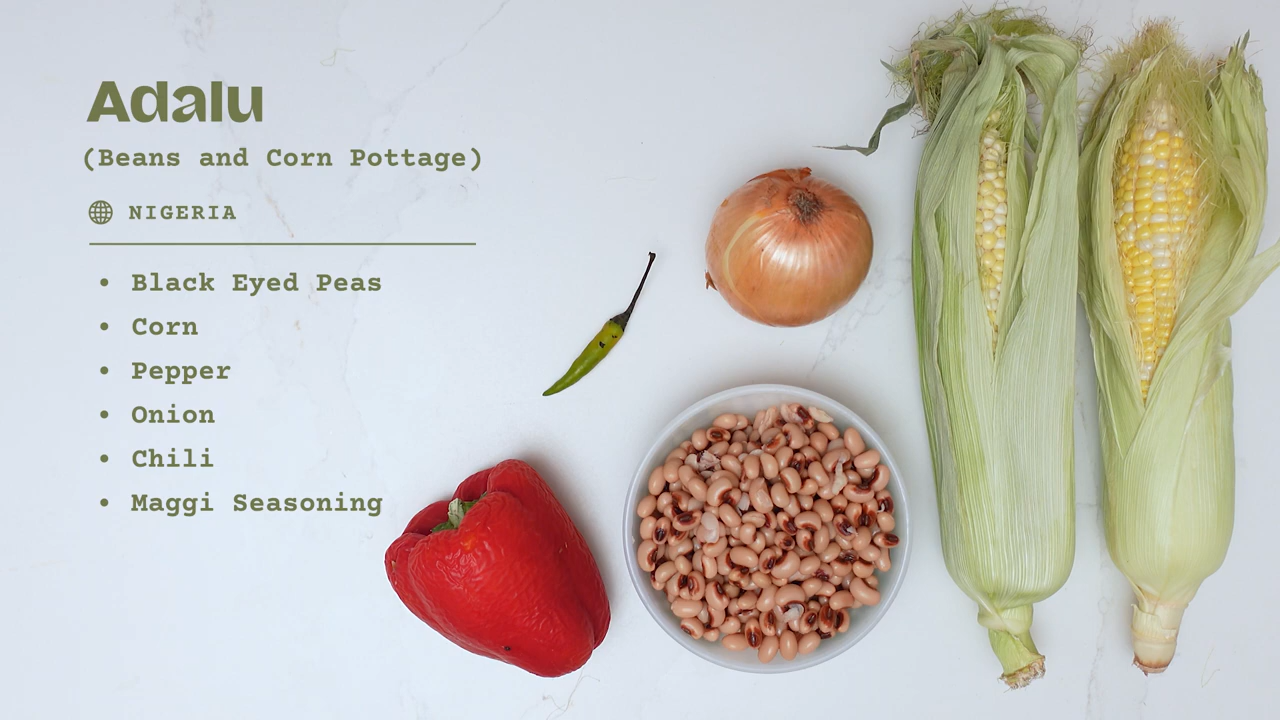 Adalu
(Beans and Corn Pottage)
NIGERIA
• Black Eyed Peas
• Corn
• Pepper
• Onion
• Chili
• Maggi Seasoning